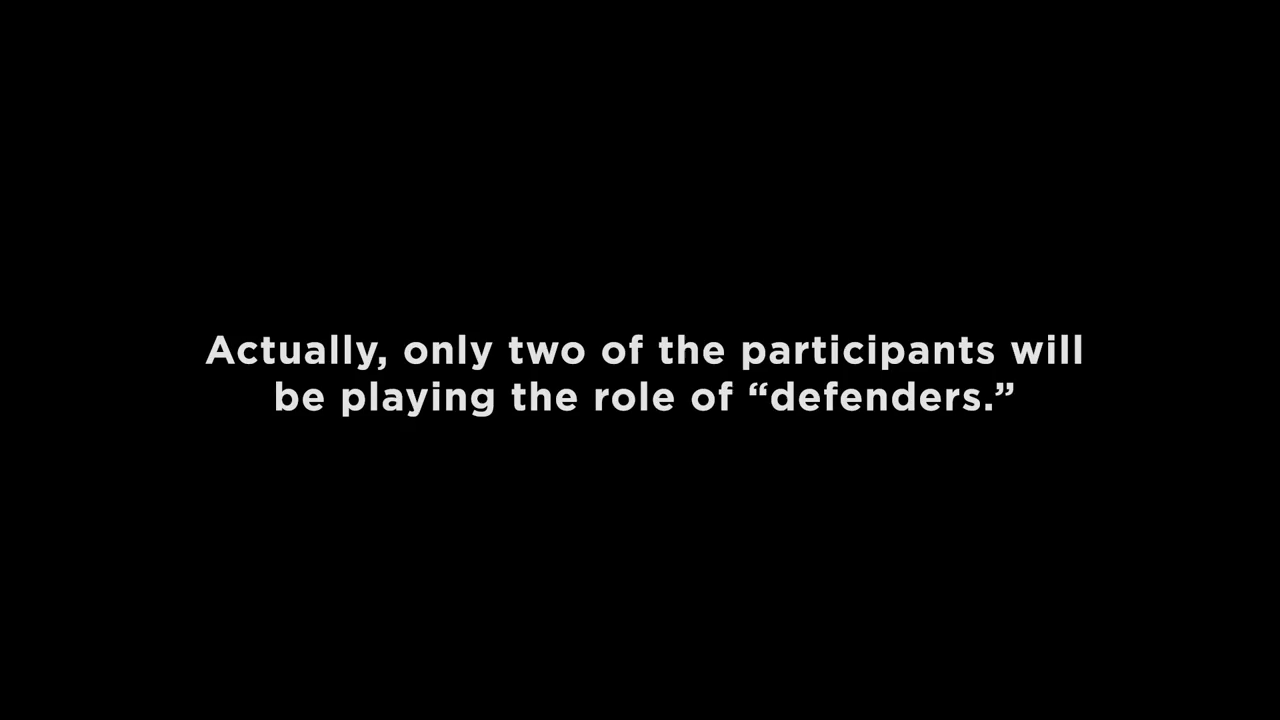 Actually, only two of the participants will
be playing the role of “defenders.”